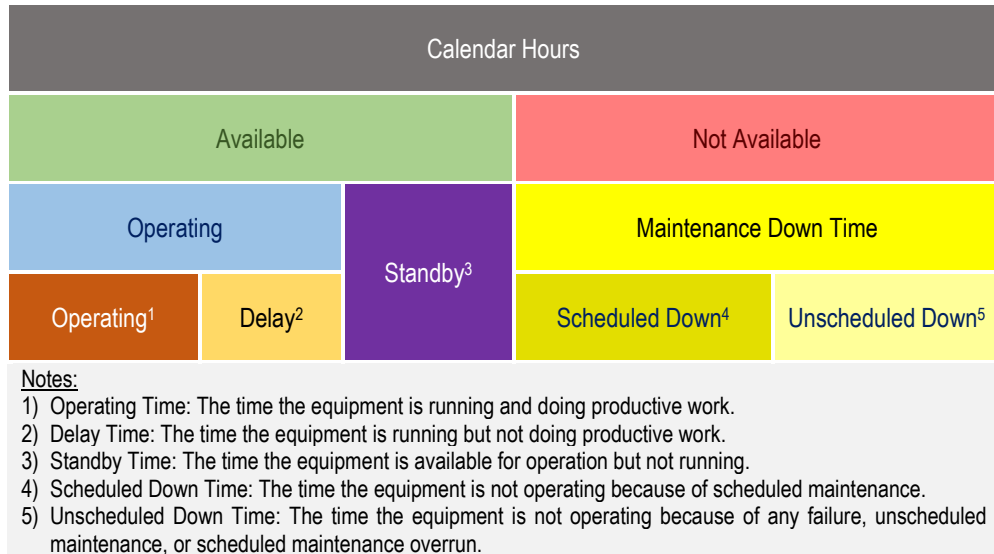 Calendar Hours
Available
Not Available
Operating
Maintenance Down Time
Standby³
Operating¹
Delay²
Scheduled Down⁴
Unscheduled Down⁵
Notes:
1) Operating Time: The time the equipment is running and doing productive work.
2) Delay Time: The time the equipment is running but not doing productive work.
3) Standby Time: The time the equipment is available for operation but not running.
4) Scheduled Down Time: The time the equipment is not operating because of scheduled maintenance.
5) Unscheduled Down Time: The time the equipment is not operating because of any failure, unscheduled
maintenance, or scheduled maintenance overrun.